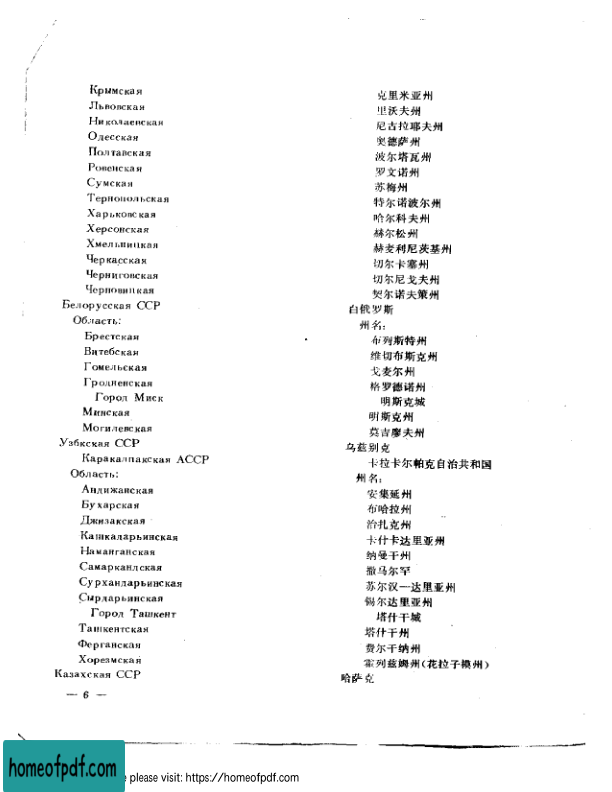 Крымская 克里米亚州
Львовская 里沃夫州
Николаевская 尼古拉耶夫州
Одесская 奥德萨州
Полтавская 波尔塔瓦州
Ровенская 罗文诺州
Сумская 苏梅州
Тернопольская 特尔诺波尔州
Харьковская 哈尔科夫州
Херсонская 赫尔松州
Хмельницкая 赫麦利尼茨基州
Черкасская 切尔卡塞州
Черниговская 切尔尼戈夫州
Черновицкая 契尔诺夫策州
Белорусская ССР 白俄罗斯
Область: 州名:
Брестская 布列斯特州
Витебская 维切布斯克州
Гомельская 戈麦尔州
Гродненская 格罗德诺州
Город Миск 明斯克城
Минская 明斯克州
Могилевская 莫吉廖夫州
Узбкская ССР 乌兹别克
Каракалпакская АССР 卡拉卡尔帕克自治共和国
Область: 州名:
Андижанская 安集延州
Бухарская 布哈拉州
Джизакская 治扎克州
Кашкаларьинская 卡什卡达里亚州
Наманганская 纳曼干州
Самаркандская 撒马尔罕
Сурхандарьинская 苏尔汉—达里亚州
Сырдарьинская 锡尔达里亚州
Город Ташкент 塔什干城
Ташкентская 塔什干州
Ферганская 费尔干纳州
Хорезмская 霍列兹姆州(花拉子模州)
Казахская ССР 哈萨克
— 6 —
homeofpdf.com
please visit: https://homeofpdf.com